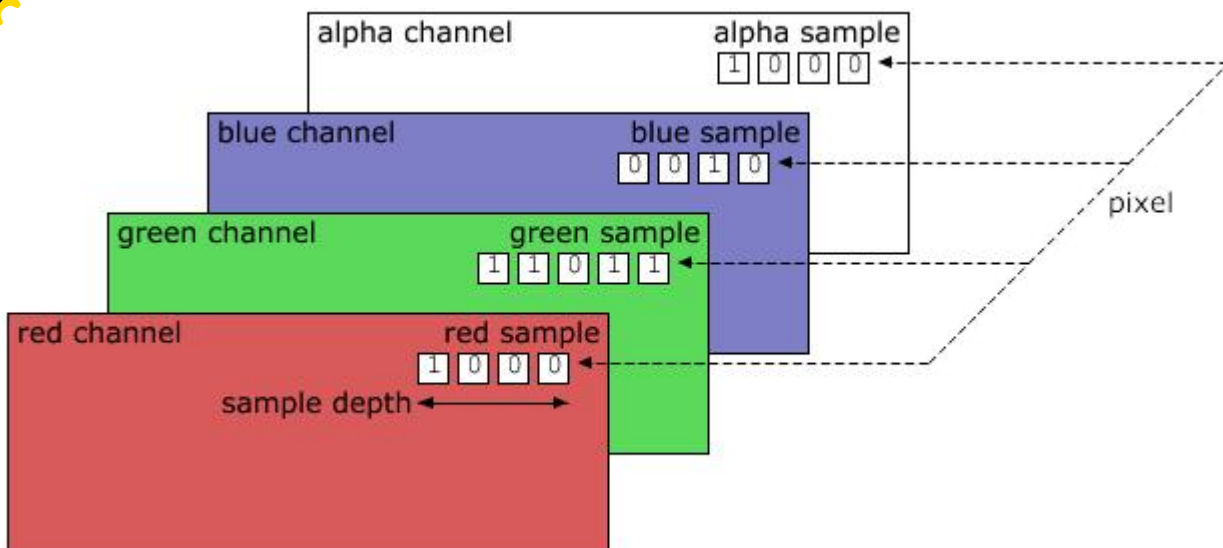 alpha channel alpha sample
1 0 0 0
blue channel blue sample
0 0 1 0
pixel
green channel green sample
1 1 0 1 1
red channel red sample
1 0 0 0
sample depth